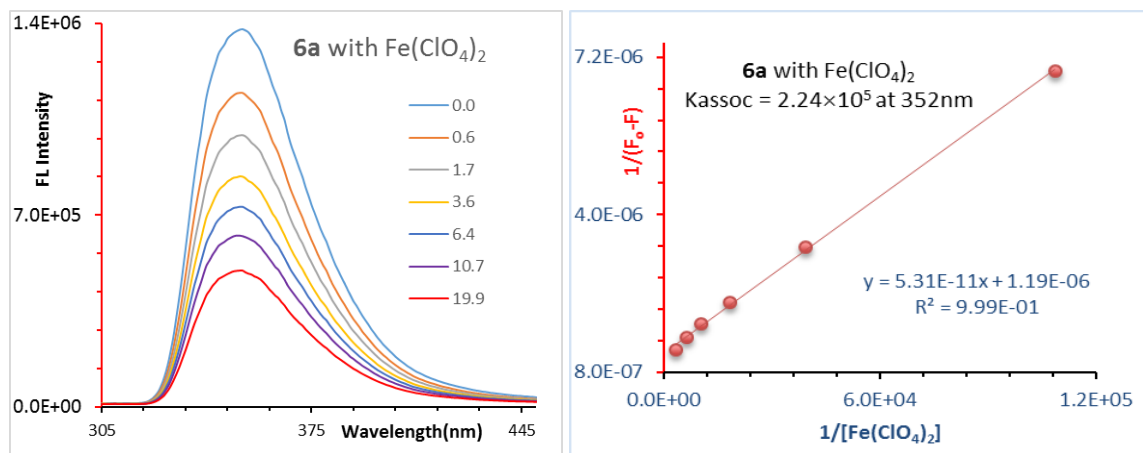 1.4E+06
6a with Fe(ClO4)2
0.0
0.6
1.7
3.6
6.4
10.7
19.9
FL Intensity
7.0E+05
0.0E+00
305
375
445
Wavelength(nm)
7.2E-06
6a with Fe(ClO4)2
Kassoc = 2.24×10⁵ at 352nm
1/(Fo-F)
4.0E-06
y = 5.31E-11x + 1.19E-06
R² = 9.99E-01
8.0E-07
0.0E+00
6.0E+04
1.2E+05
1/[Fe(ClO4)2]